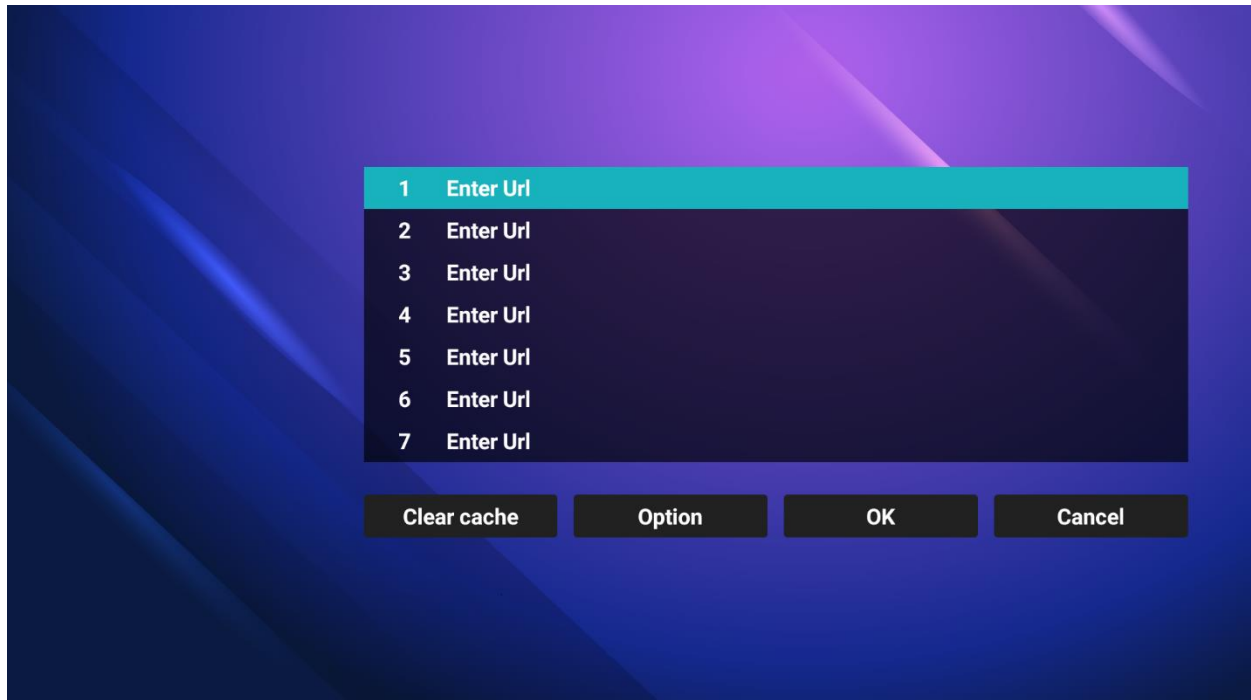 1 Enter Url
2 Enter Url
3 Enter Url
4 Enter Url
5 Enter Url
6 Enter Url
7 Enter Url
Clear cache Option OK Cancel